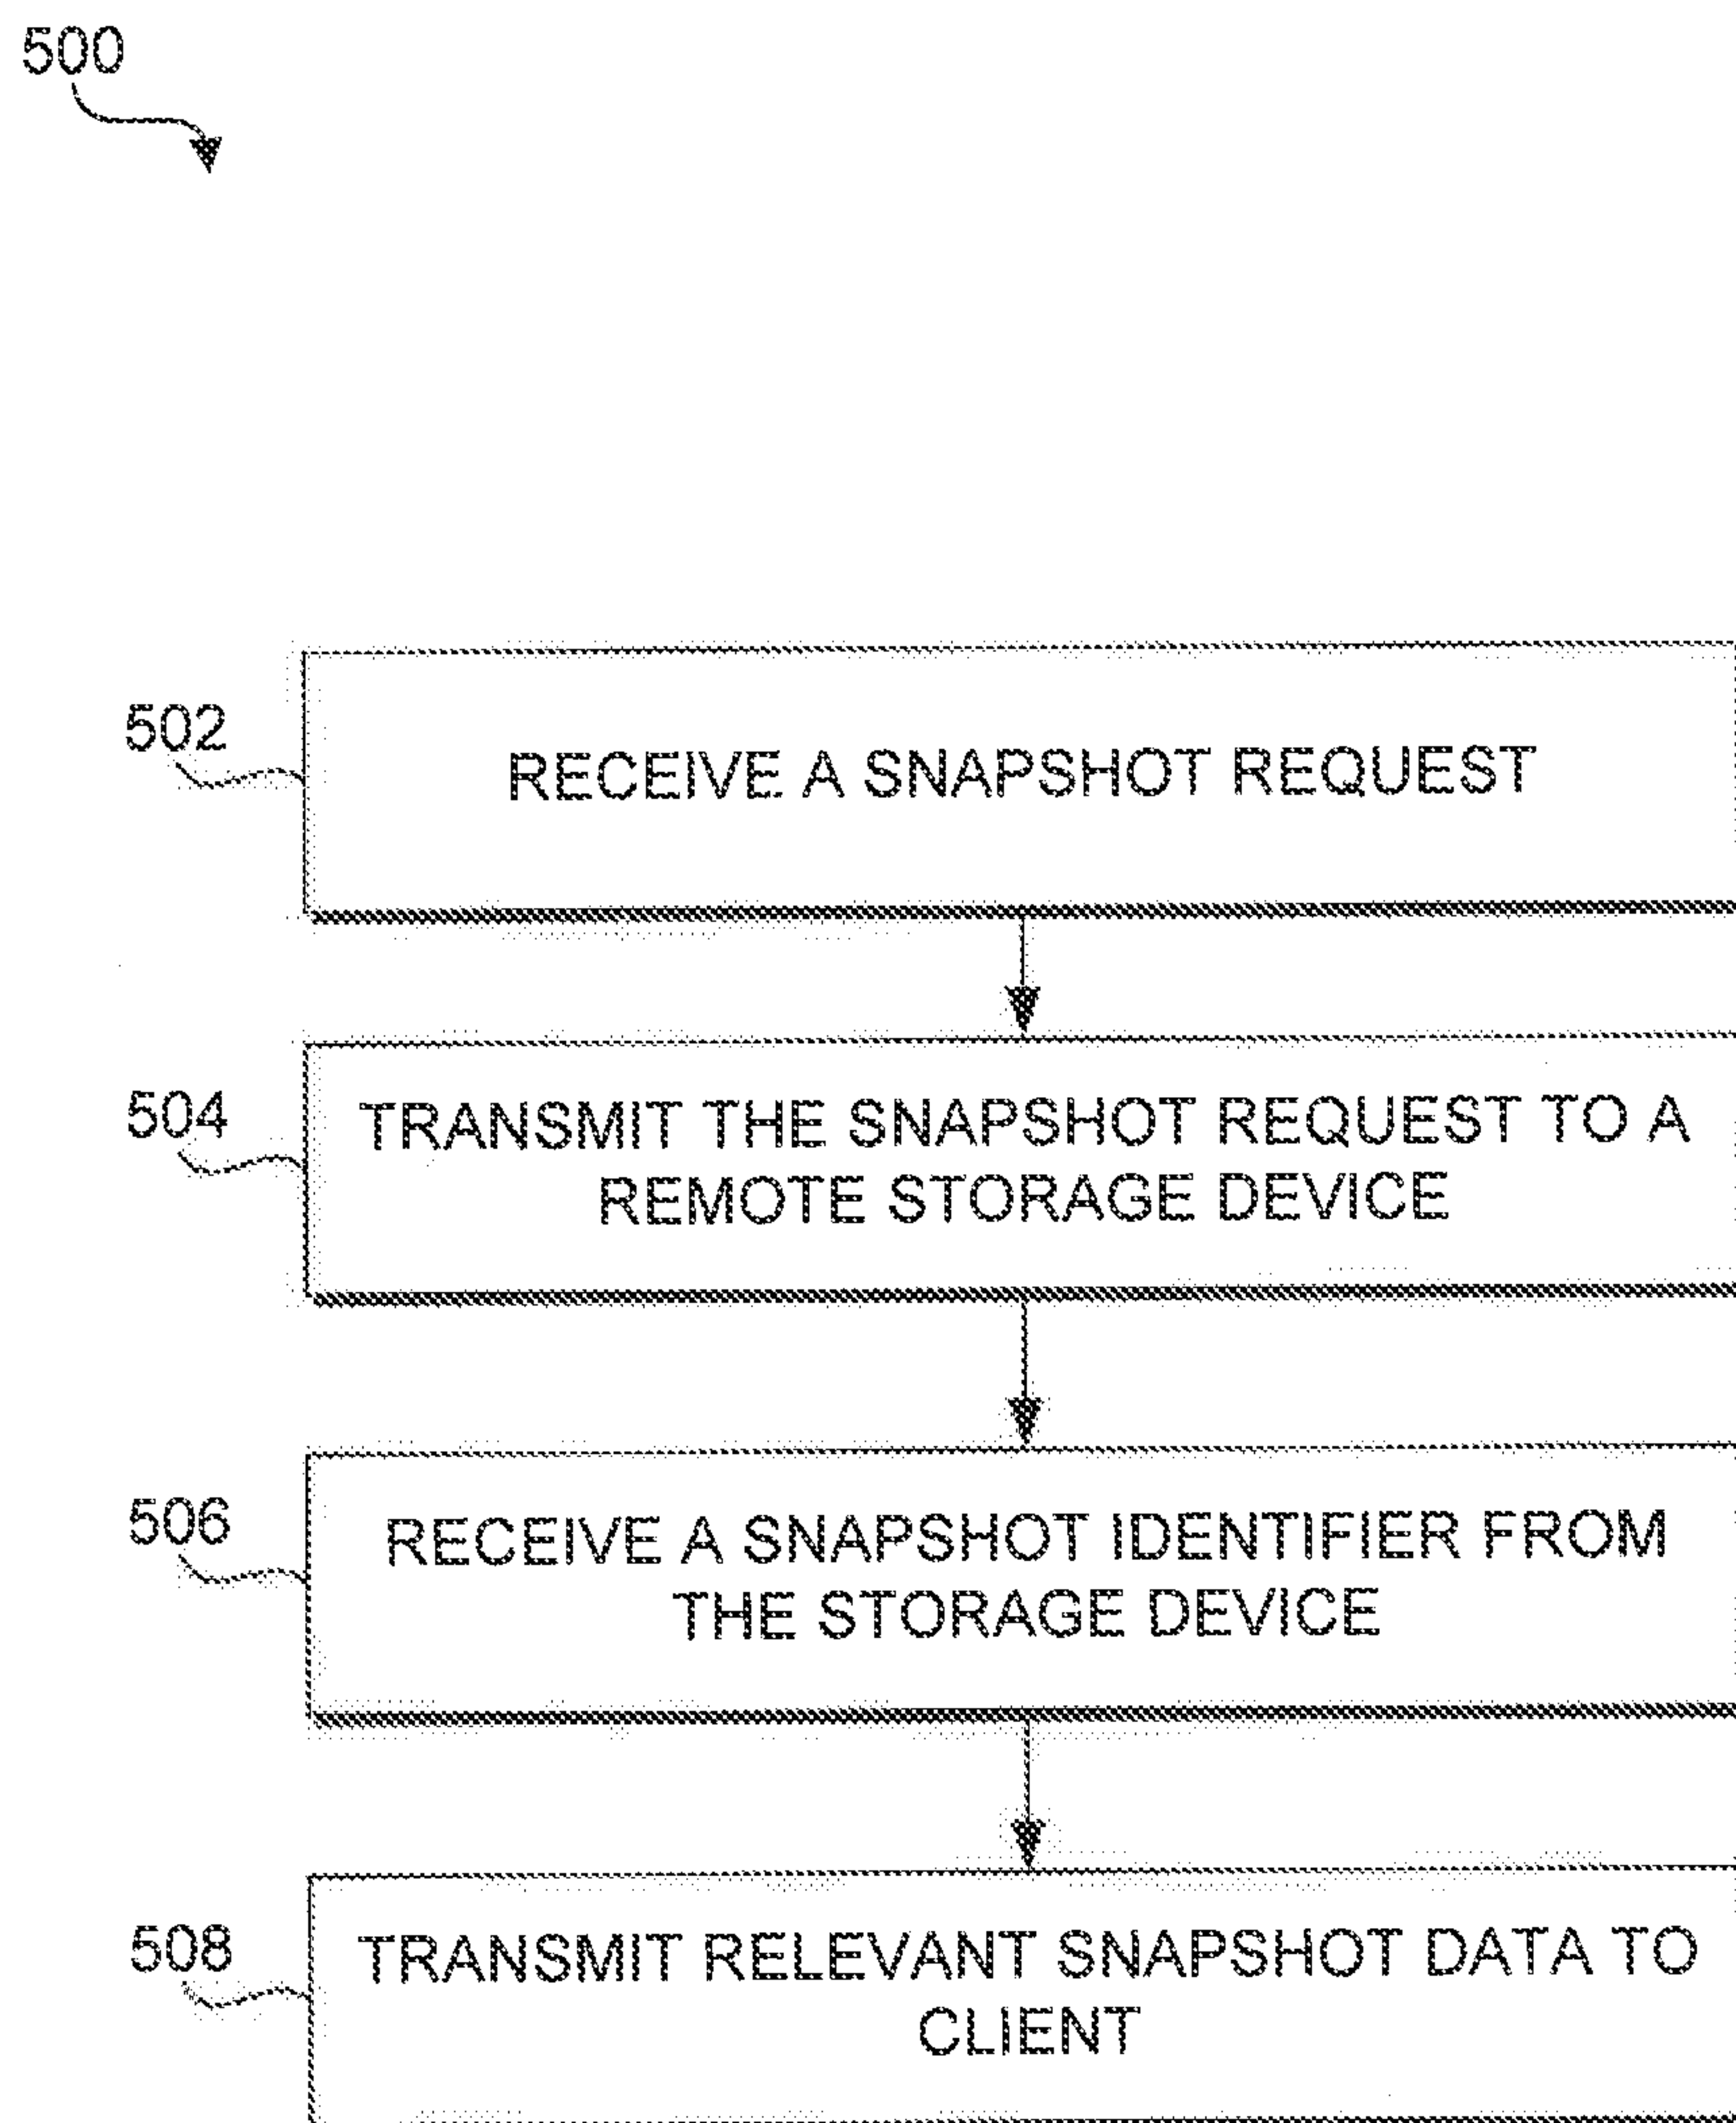 500
502
RECEIVE A SNAPSHOT REQUEST
504
TRANSMIT THE SNAPSHOT REQUEST TO A
REMOTE STORAGE DEVICE
506
RECEIVE A SNAPSHOT IDENTIFIER FROM
THE STORAGE DEVICE
508
TRANSMIT RELEVANT SNAPSHOT DATA TO
CLIENT